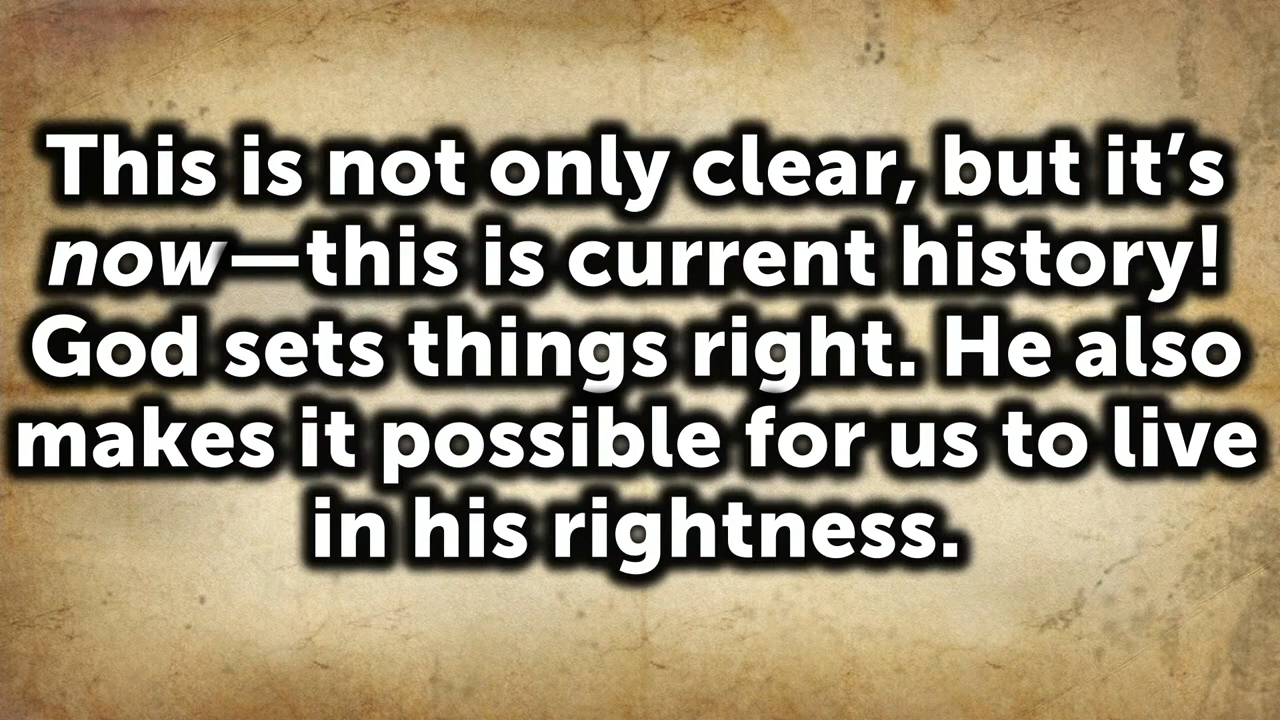 This is not only clear, but it’s
now—this is current history!
God sets things right. He also
makes it possible for us to live
in his rightness.